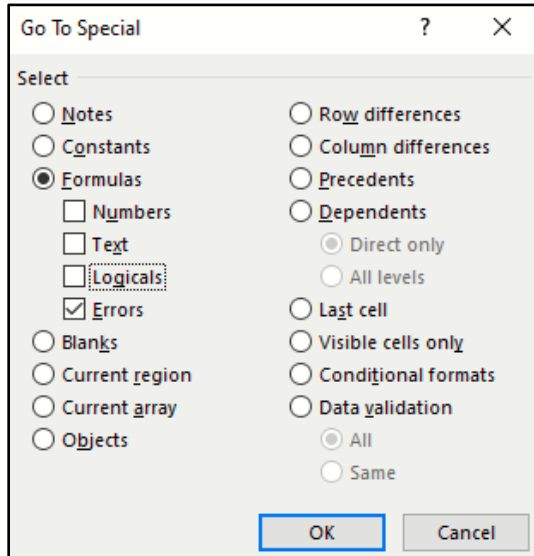 Go To Special
?
Select
Notes
Constants
Formulas
Numbers
Text
Logicals
Errors
Blanks
Current region
Current array
Objects
Row differences
Column differences
Precedents
Dependents
Direct only
All levels
Last cell
Visible cells only
Conditional formats
Data validation
All
Same
OK
Cancel